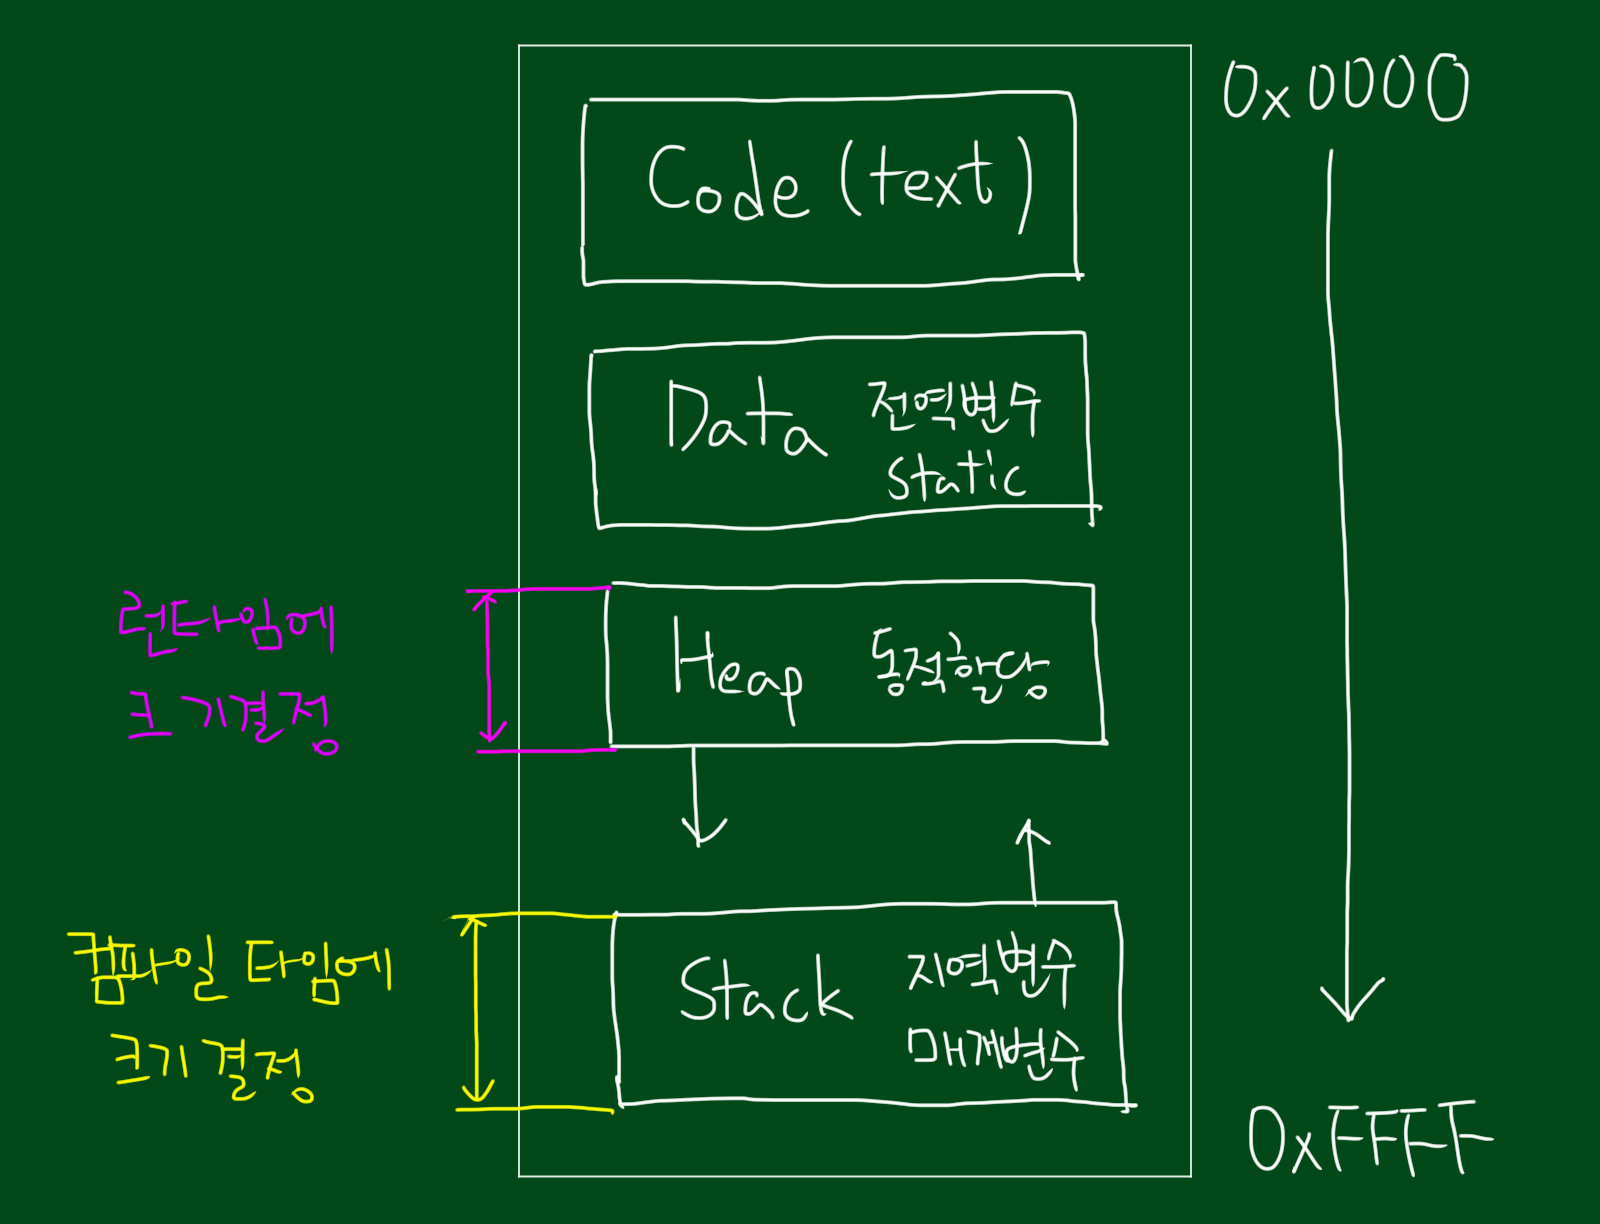 0x0000
Code (text)
Data 전역변수
static
런타임에
크기결정
Heap 동적할당
컴파일 타임에
크기결정
Stack 지역변수
매개변수
0xFFFF